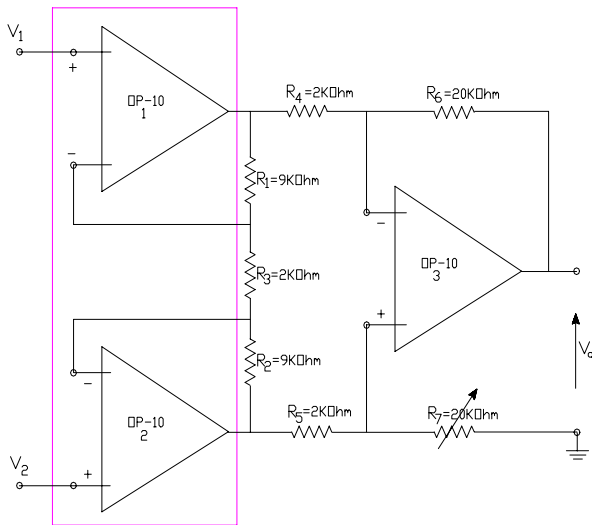 V1
+
OP-10
1
-
R4=2KOhm
R6=20KOhm
R1=9KOhm
-
OP-10
3
R3=2KOhm
+
R2=9KOhm
-
OP-10
2
+
R5=2KOhm
R7=20KOhm
V2